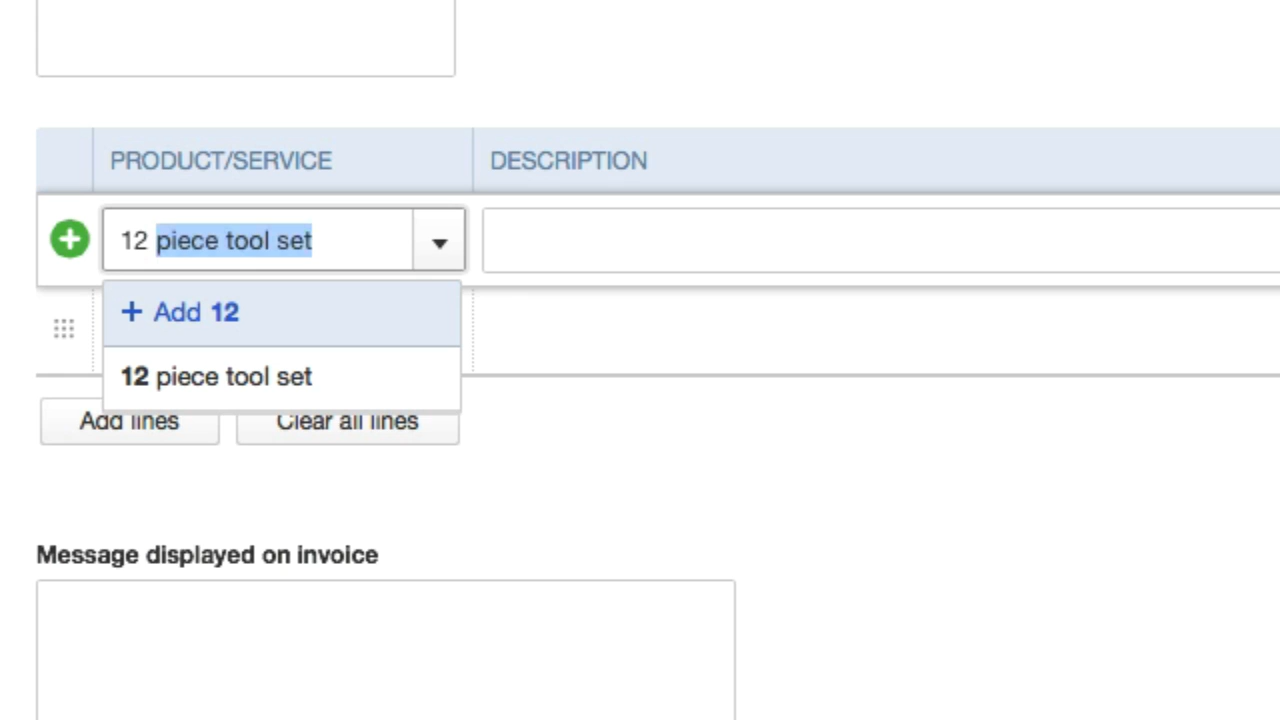 PRODUCT/SERVICE DESCRIPTION
12 piece tool set
+ Add 12
12 piece tool set
Add lines Clear all lines
Message displayed on invoice